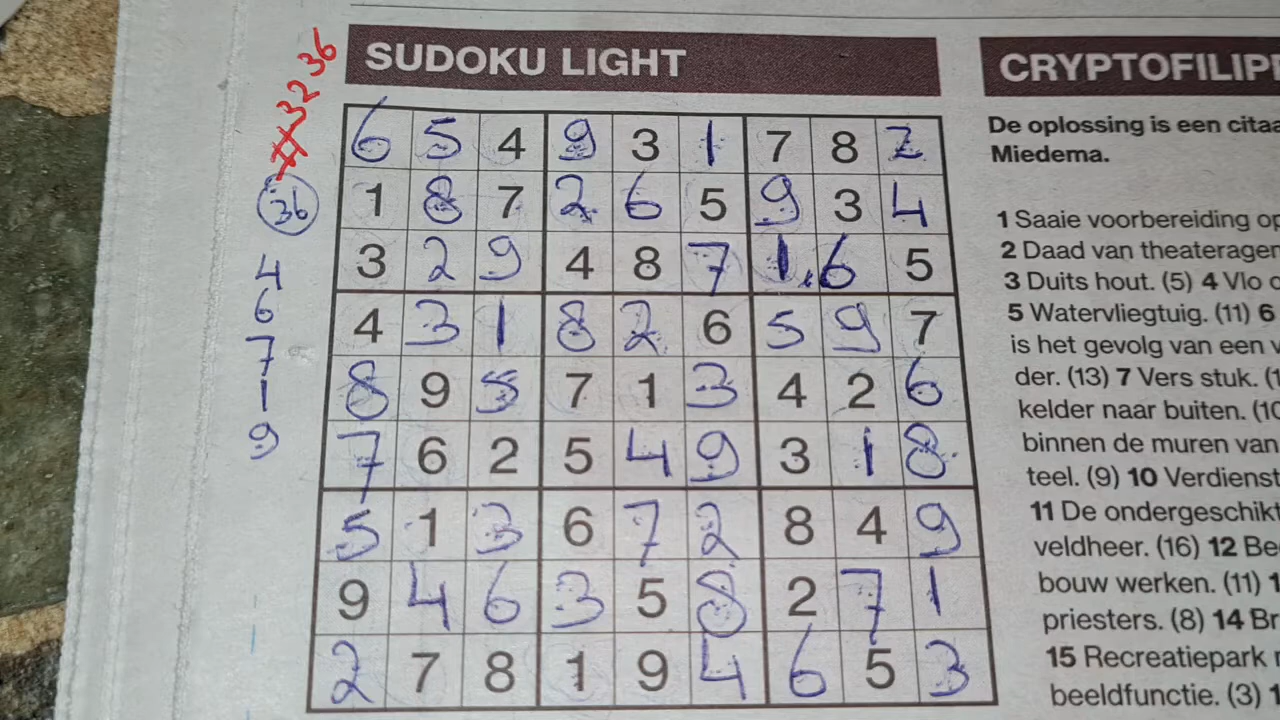 #3236
SUDOKU LIGHT
CRYPTOFILIPP
36
4
6
7
1
9
6 5 4 9 3 1 7 8 2
1 8 7 2 6 5 9 3 4
3 2 9 4 8 7 1 6 5
4 3 1 8 2 6 5 9 7
8 9 5 7 1 3 4 2 6
7 6 2 5 4 9 3 1 8
5 1 3 6 7 2 8 4 9
9 4 6 3 5 8 2 7 1
2 7 8 1 9 4 6 5 3
De oplossing is een citaa
Miedema.
1 Saaie voorbereiding op
2 Daad van theateragen
3 Duits hout. (5) 4 Vlo o
5 Watervliegtuig. (11) 6
is het gevolg van een v
der. (13) 7 Vers stuk. (1
kelder naar buiten. (10
binnen de muren van
teel. (9) 10 Verdienst
11 De ondergeschikt
veldheer. (16) 12 Be
bouw werken. (11) 1
priesters. (8) 14 Br
15 Recreatiepark
beeldfunctie. (3) 1